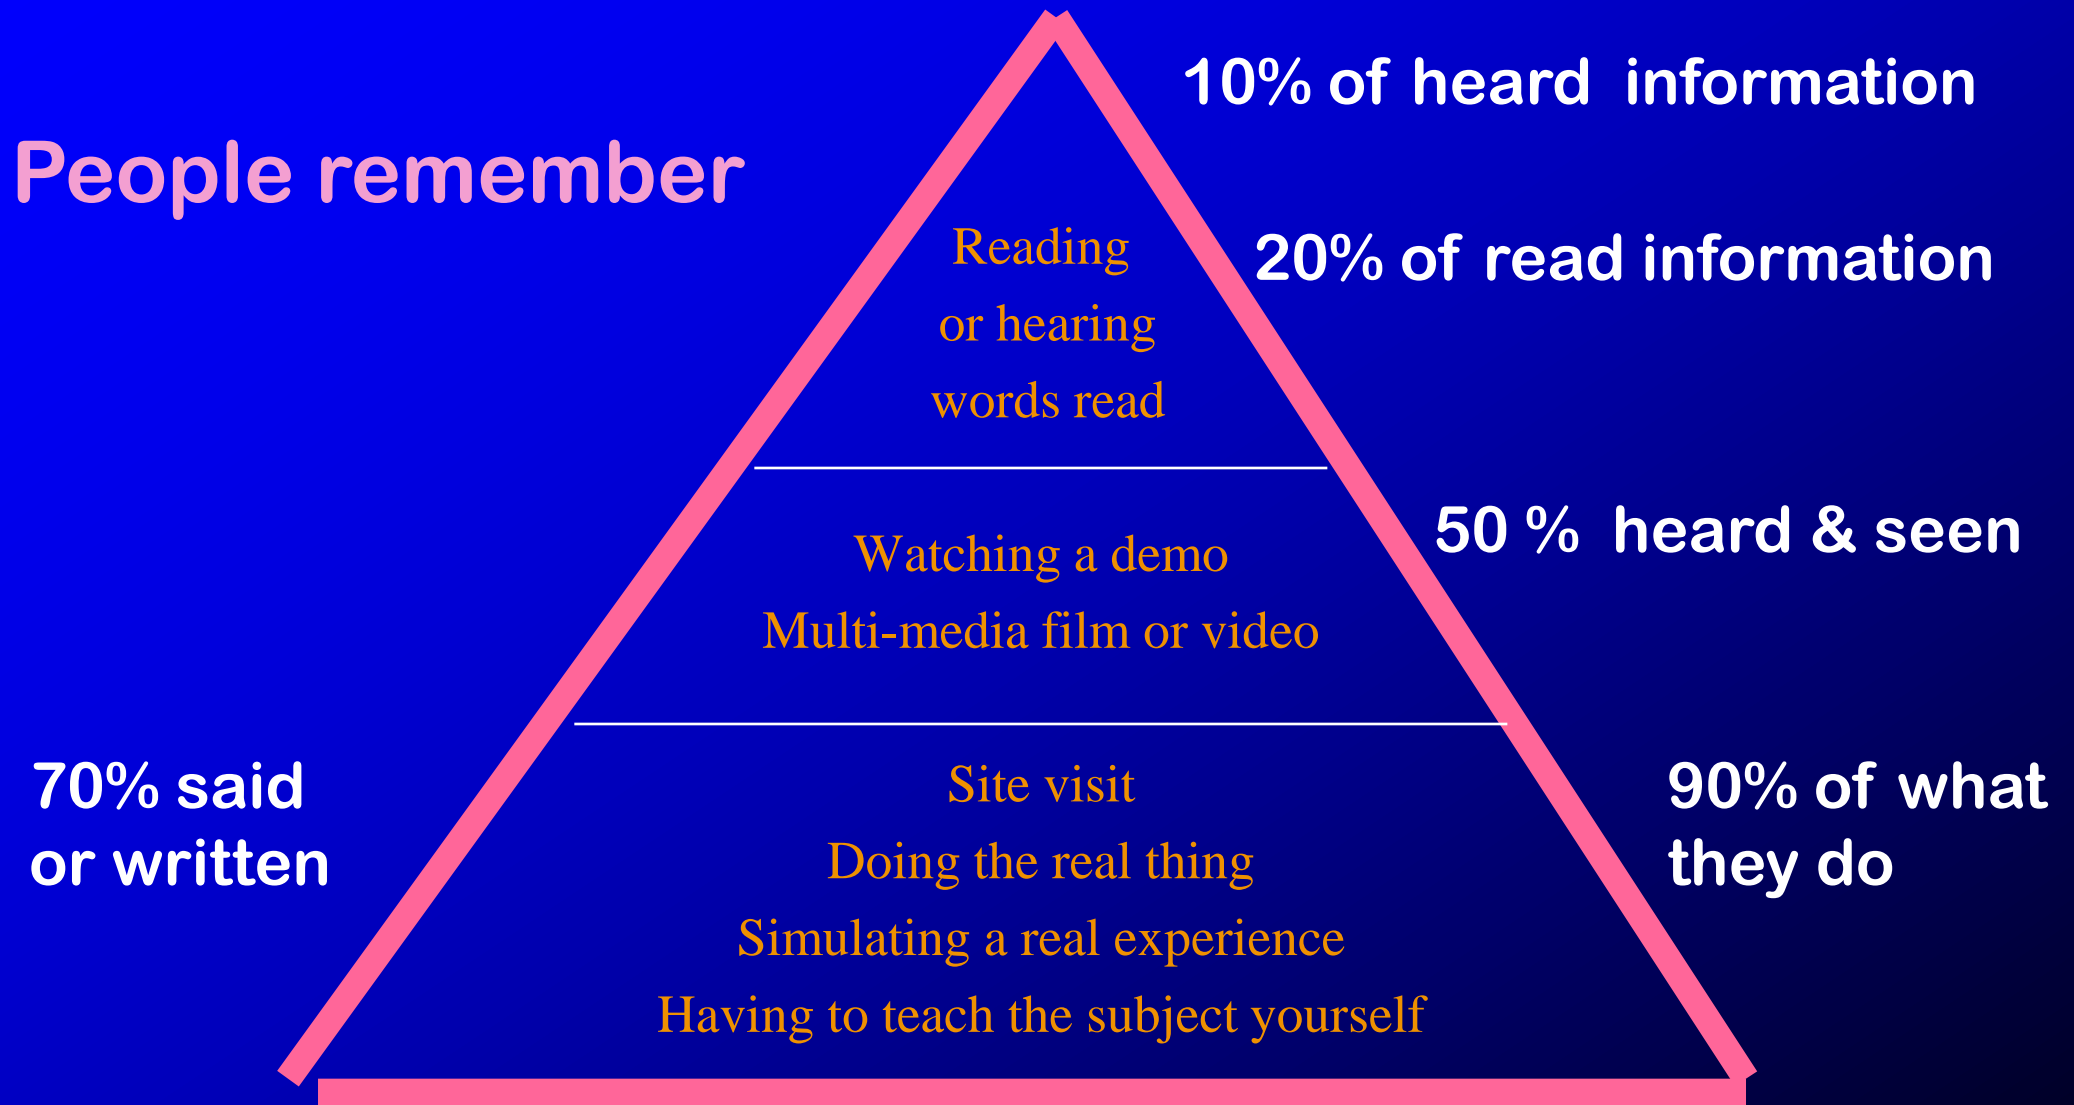 10% of heard information
People remember
Reading
20% of read information
or hearing
words read
50 % heard & seen
Watching a demo
Multi-media film or video
70% said
or written
Site visit
Doing the real thing
Simulating a real experience
Having to teach the subject yourself
90% of what
they do